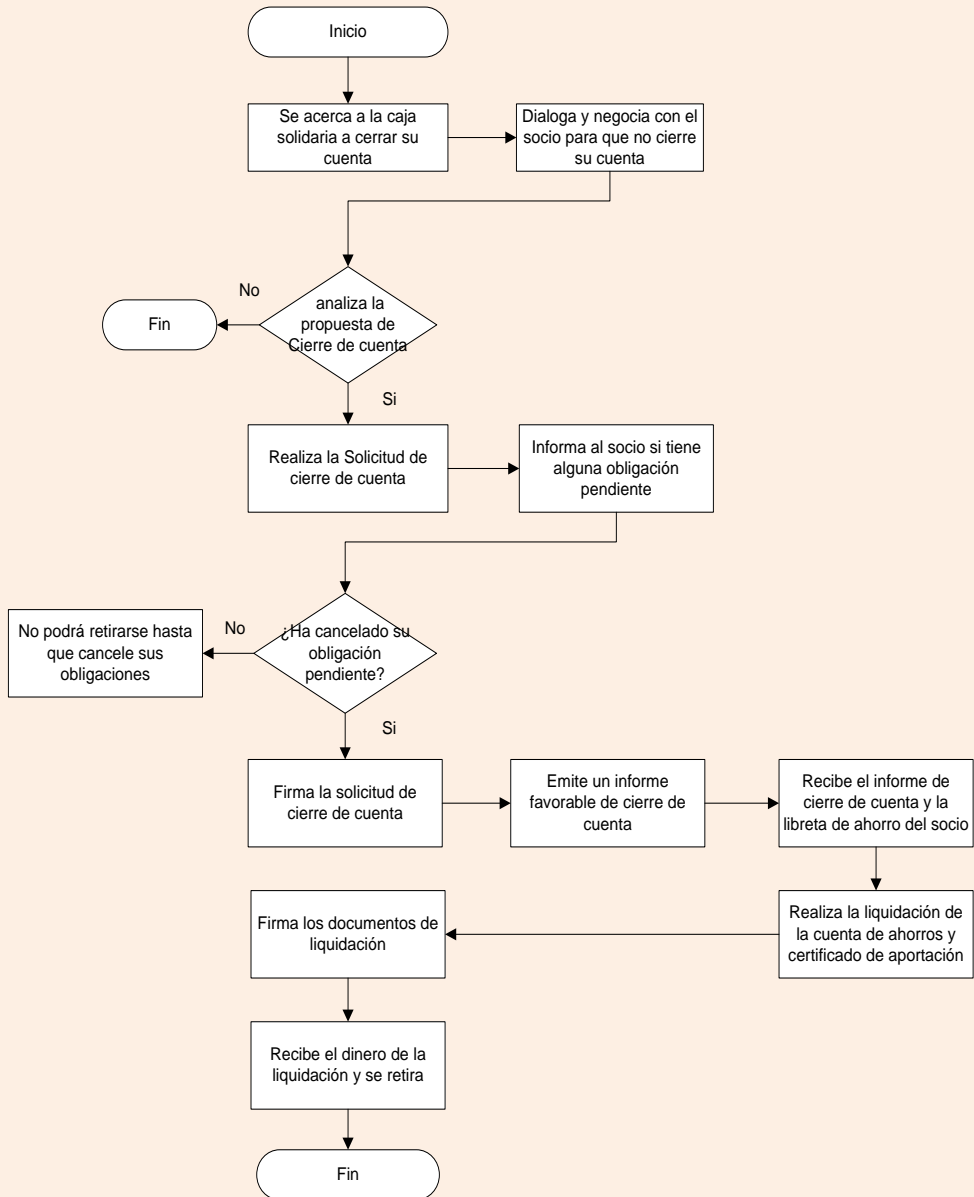 Inicio
Se acerca a la caja
solidaria a cerrar su
cuenta
Dialoga y negocia con el
socio para que no cierre
su cuenta
No
Fin
analiza la
propuesta de
Cierre de cuenta
Si
Realiza la Solicitud de
cierre de cuenta
Informa al socio si tiene
alguna obligación
pendiente
No podrá retirarse hasta
que cancele sus
obligaciones
No
¿Ha cancelado su
obligación
pendiente?
Si
Firma la solicitud de
cierre de cuenta
Emite un informe
favorable de cierre de
cuenta
Recibe el informe de
cierre de cuenta y la
libreta de ahorro del socio
Firma los documentos de
liquidación
Realiza la liquidación de
la cuenta de ahorros y
certificado de aportación
Recibe el dinero de la
liquidación y se retira
Fin